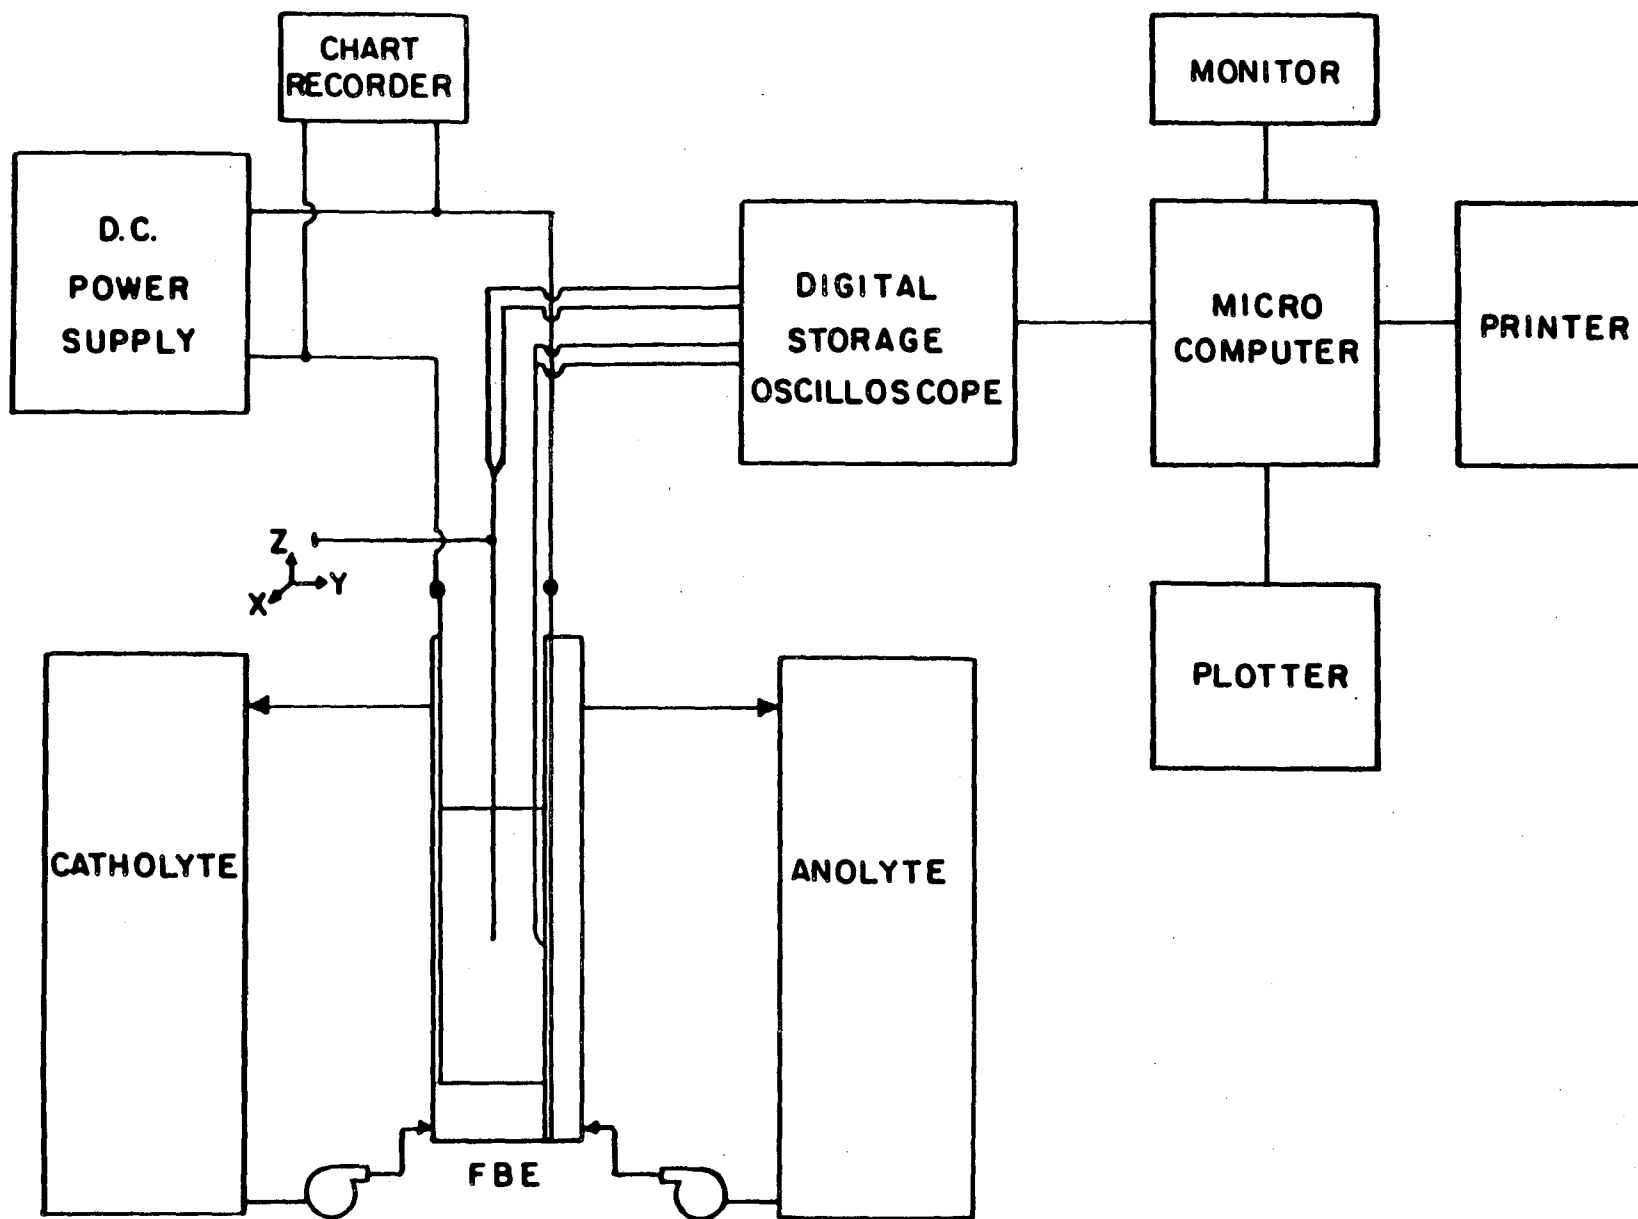 CHART
RECORDER
MONITOR
D.C.
POWER
SUPPLY
DIGITAL
STORAGE
OSCILLOSCOPE
MICRO
COMPUTER
PRINTER
Z
Y
X
PLOTTER
CATHOLYTE
ANOLYTE
FBE